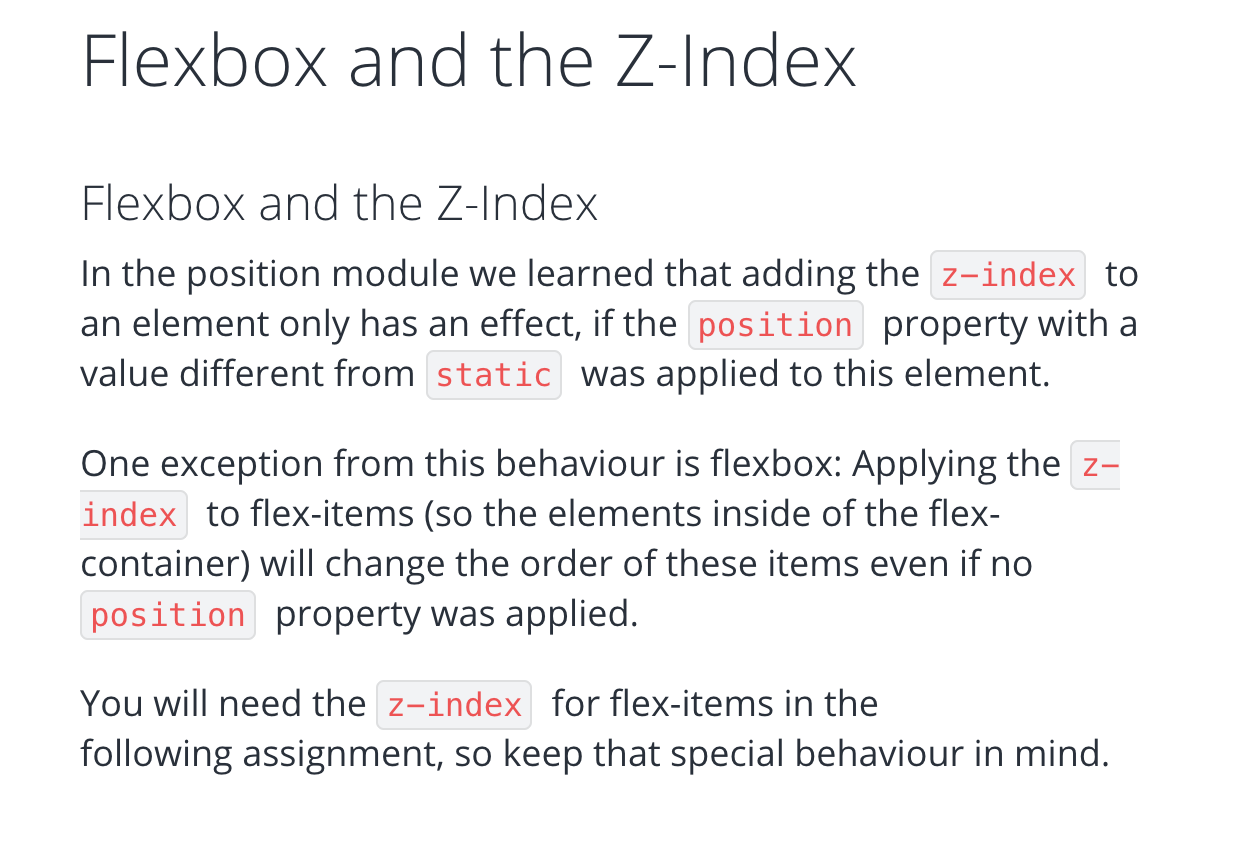 Flexbox and the Z-Index
Flexbox and the Z-Index
In the position module we learned that adding the z-index to
an element only has an effect, if the position property with a
value different from static was applied to this element.
One exception from this behaviour is flexbox: Applying the z-
index to flex-items (so the elements inside of the flex-
container) will change the order of these items even if no
position property was applied.
You will need the z-index for flex-items in the
following assignment, so keep that special behaviour in mind.